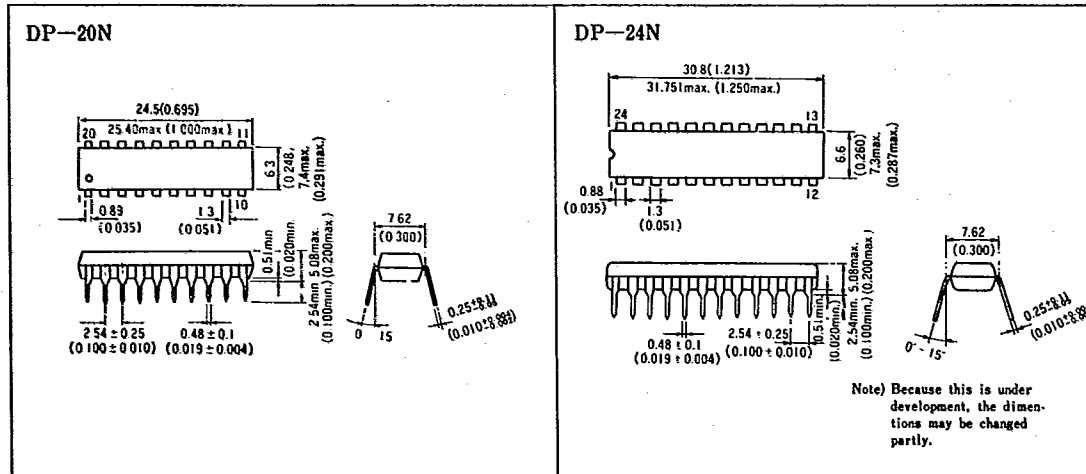 DP—20N
24.5(0.695)
25.40max (1.000max.)
20
11
1
10
6.3
(0.248)
7.4max.
(0.291max.)
0.89
(0.035)
1.3
(0.051)
0.51min
(0.020min.
2.54min 5.08max.
(0.100min.)(0.200max.)
7.62
(0.300)
2.54 ± 0.25
(0.100 ± 0.010)
0.48 ± 0.1
(0.019 ± 0.004)
0 15
DP—24N
30.8(1.213)
31.751max. (1.250max.)
24
13
1
12
6.6
(0.260)
7.3max.
(0.287max.)
0.88
(0.035)
1.3
(0.051)
7.62
(0.300)
0.48 ± 0.1
(0.019 ± 0.004)
2.54 ± 0.25
(0.100 ± 0.010)
0.51min.
(0.020min.)
2.54min. 5.08max.
(0.100min.)(0.200max.)
0° - 15°
Note) Because this is under
development, the dimen-
tions may be changed
partly.